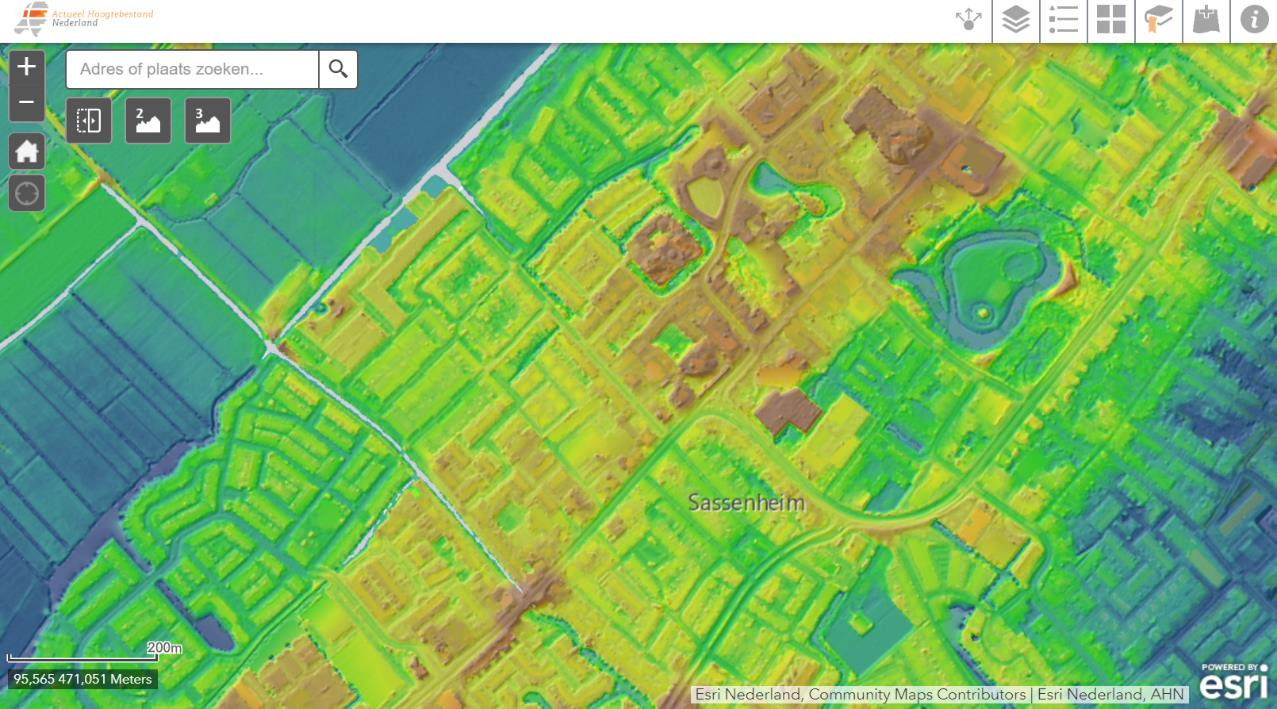 Actueel Hoogtebestand
Nederland
+
Adres of plaats zoeken...
−
2
3
Sassenheim
200m
95,565 471,051 Meters
POWERED BY
esri
Esri Nederland, Community Maps Contributors | Esri Nederland, AHN